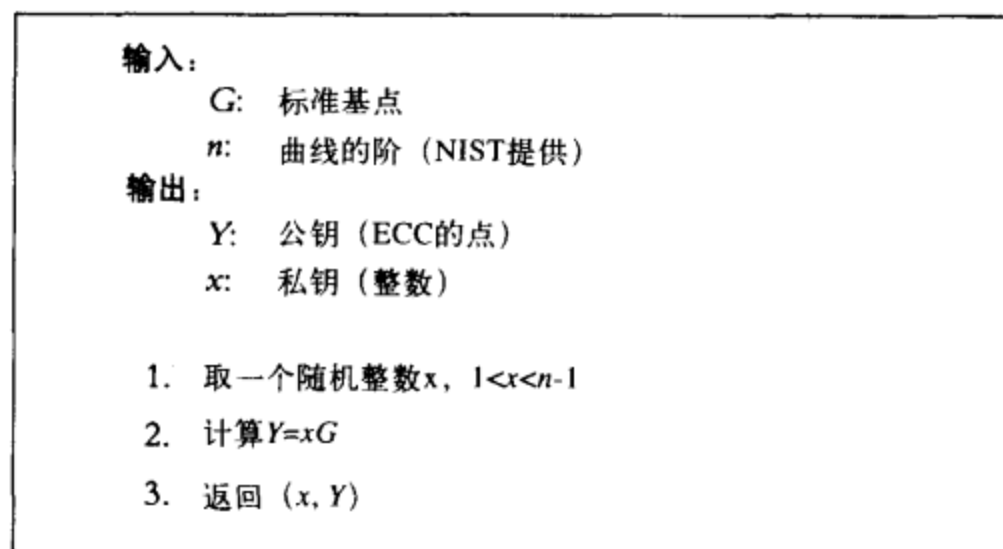 输入：
G: 标准基点
n: 曲线的阶（NIST提供）
输出：
Y: 公钥（ECC的点）
x: 私钥（整数）
1. 取一个随机整数x，1<x<n-1
2. 计算Y=xG
3. 返回（x, Y）